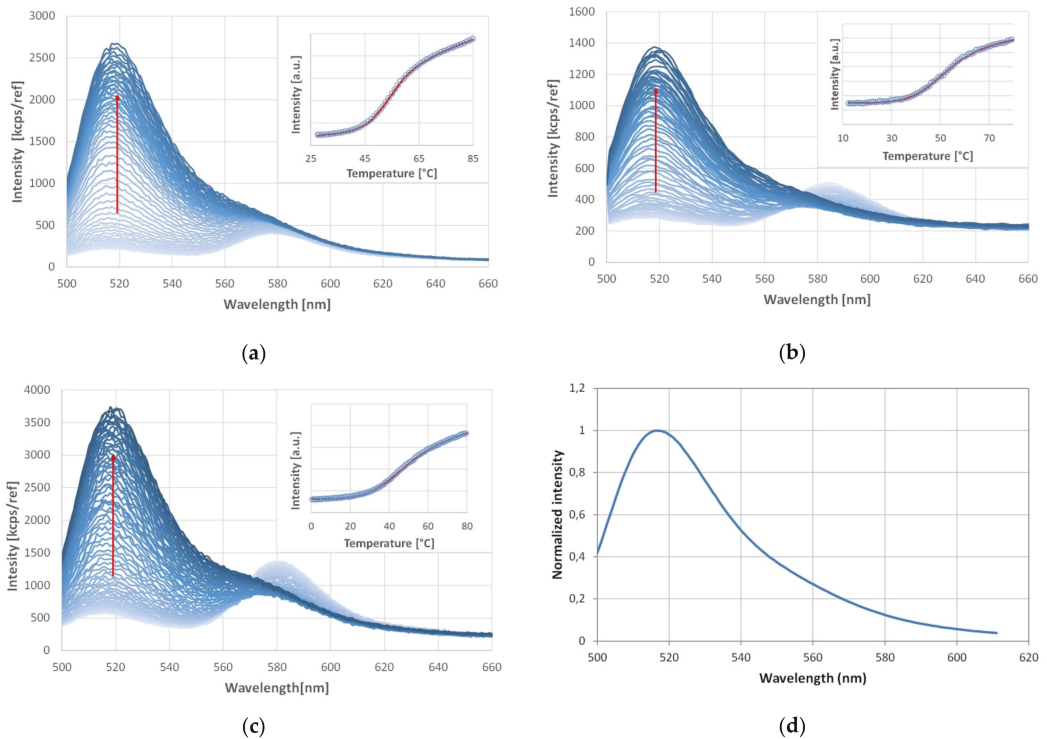 3000
2500
2000
1500
1000
500
0
Intensity [kcps/ref]
500 520 540 560 580 600 620 640 660
Wavelength [nm]
Intensity [a.u.]
25 45 65 85
Temperature [°C]
(a)
1600
1400
1200
1000
800
600
400
200
0
Intensity [kcps/ref]
500 520 540 560 580 600 620 640 660
Wavelength [nm]
Intensity [a.u.]
10 30 50 70
Temperature [°C]
(b)
4000
3500
3000
2500
2000
1500
1000
500
0
Intesity [kcps/ref]
500 520 540 560 580 600 620 640 660
Wavelength[nm]
Intensity [a.u.]
0 20 40 60 80
Temperature [°C]
(c)
1,2
1
0,8
0,6
0,4
0,2
0
Normalized intensity
500 520 540 560 580 600 620
Wavelength (nm)
(d)